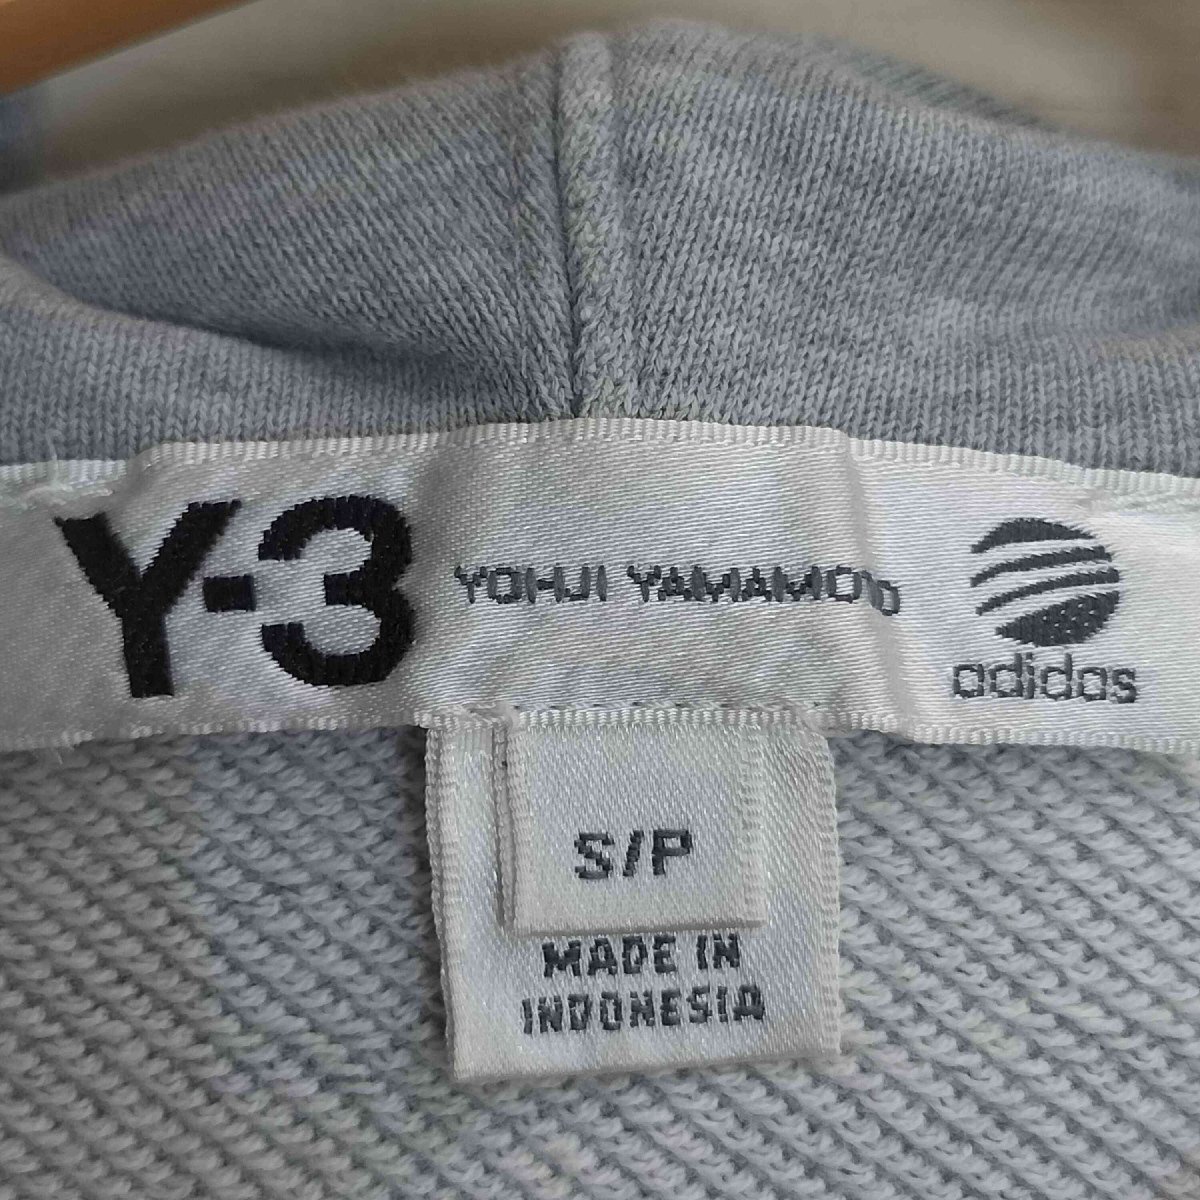 Y-3 YOHJI YAMAMOTO
adidas
S/P
MADE IN
INDONESIA